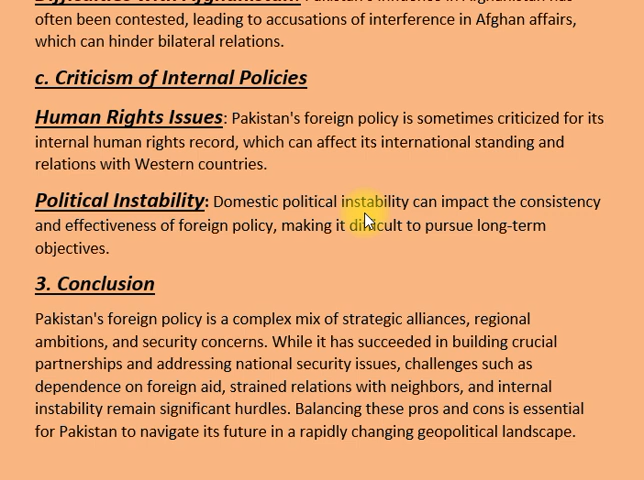 often been contested, leading to accusations of interference in Afghan affairs,
which can hinder bilateral relations.
c. Criticism of Internal Policies
Human Rights Issues: Pakistan's foreign policy is sometimes criticized for its
internal human rights record, which can affect its international standing and
relations with Western countries.
Political Instability: Domestic political instability can impact the consistency
and effectiveness of foreign policy, making it difficult to pursue long-term
objectives.
3. Conclusion
Pakistan's foreign policy is a complex mix of strategic alliances, regional
ambitions, and security concerns. While it has succeeded in building crucial
partnerships and addressing national security issues, challenges such as
dependence on foreign aid, strained relations with neighbors, and internal
instability remain significant hurdles. Balancing these pros and cons is essential
for Pakistan to navigate its future in a rapidly changing geopolitical landscape.